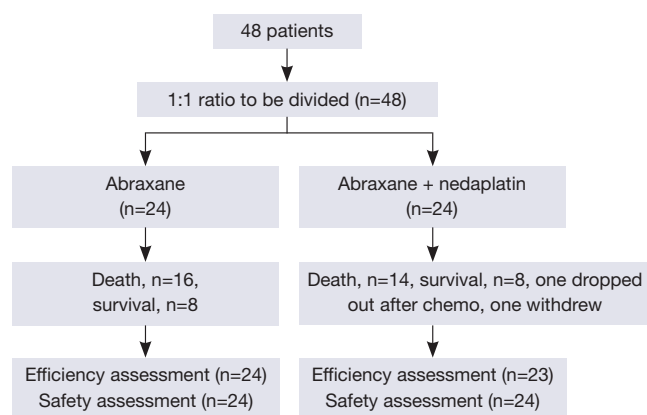 48 patients
1:1 ratio to be divided (n=48)
Abraxane
(n=24)
Abraxane + nedaplatin
(n=24)
Death, n=16,
survival, n=8
Death, n=14, survival, n=8, one dropped
out after chemo, one withdrew
Efficiency assessment (n=24)
Safety assessment (n=24)
Efficiency assessment (n=23)
Safety assessment (n=24)